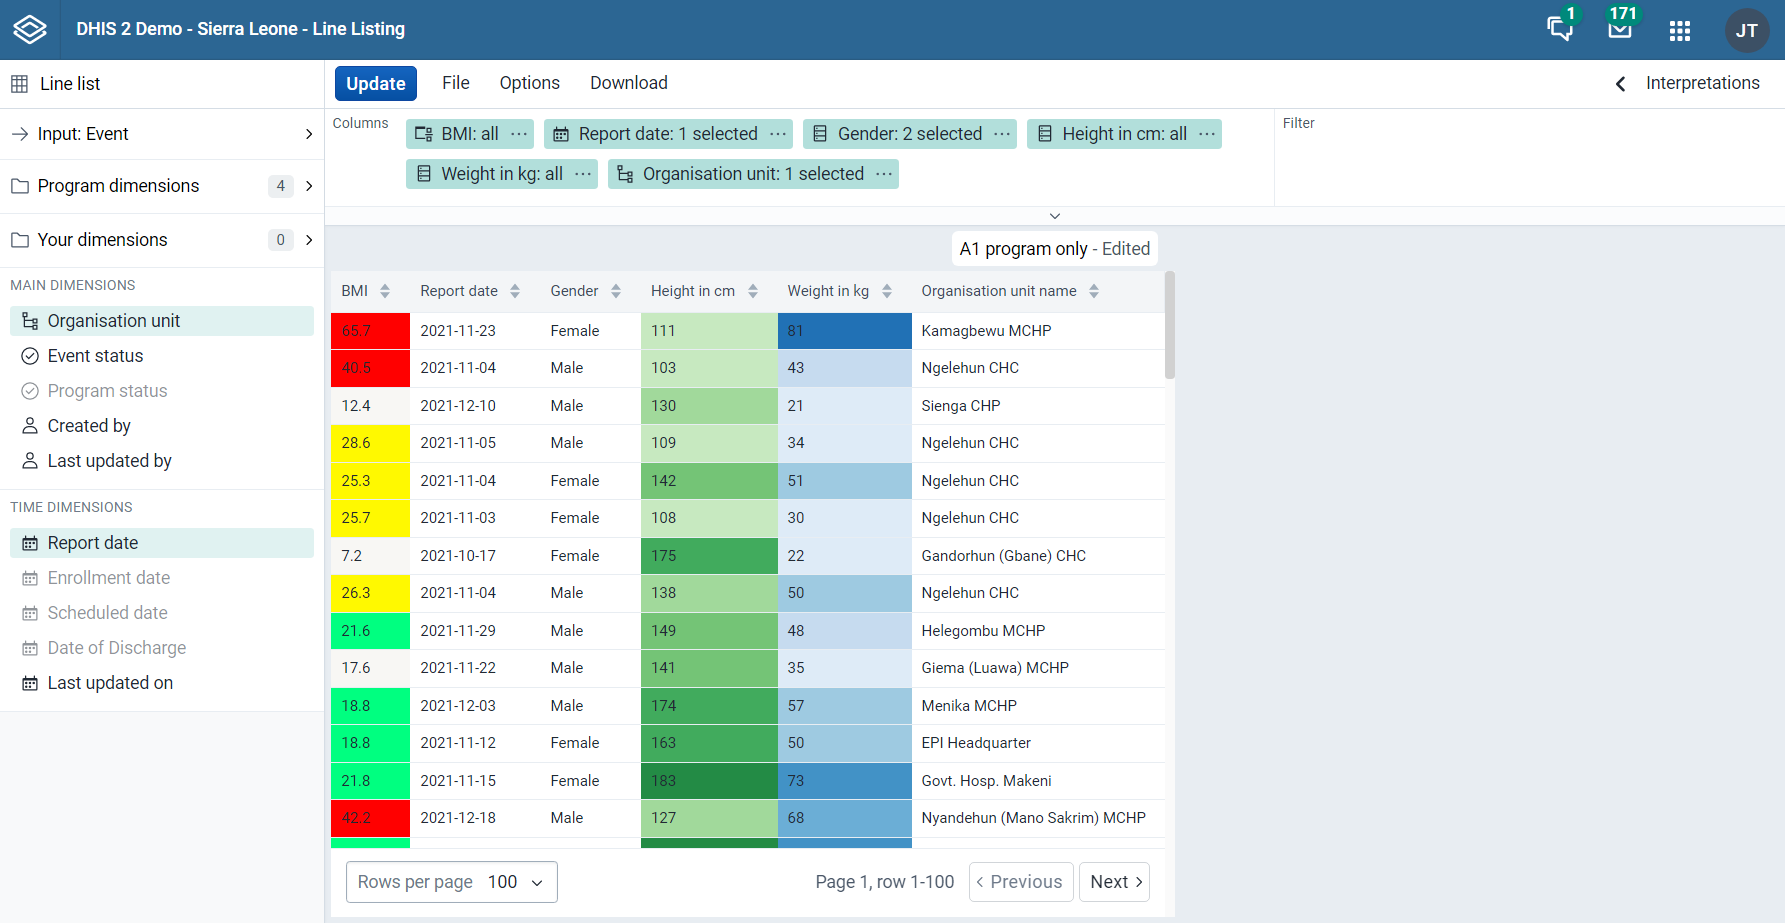 DHIS 2 Demo - Sierra Leone - Line Listing
1
171
JT
Line list
Update
File
Options
Download
Interpretations
Input: Event
Program dimensions
4
Your dimensions
0
MAIN DIMENSIONS
Organisation unit
Event status
Program status
Created by
Last updated by
TIME DIMENSIONS
Report date
Enrollment date
Scheduled date
Date of Discharge
Last updated on
Columns
BMI: all ···
Report date: 1 selected ···
Gender: 2 selected ···
Height in cm: all ···
Weight in kg: all ···
Organisation unit: 1 selected ···
Filter
A1 program only - Edited
BMI Report date Gender Height in cm Weight in kg Organisation unit name
65.7 2021-11-23 Female 111 81 Kamagbewu MCHP
40.5 2021-11-04 Male 103 43 Ngelehun CHC
12.4 2021-12-10 Male 130 21 Sienga CHP
28.6 2021-11-05 Male 109 34 Ngelehun CHC
25.3 2021-11-04 Female 142 51 Ngelehun CHC
25.7 2021-11-03 Female 108 30 Ngelehun CHC
7.2 2021-10-17 Female 175 22 Gandorhun (Gbane) CHC
26.3 2021-11-04 Male 138 50 Ngelehun CHC
21.6 2021-11-29 Male 149 48 Helegombu MCHP
17.6 2021-11-22 Male 141 35 Giema (Luawa) MCHP
18.8 2021-12-03 Male 174 57 Menika MCHP
18.8 2021-11-12 Female 163 50 EPI Headquarter
21.8 2021-11-15 Female 183 73 Govt. Hosp. Makeni
42.2 2021-12-18 Male 127 68 Nyandehun (Mano Sakrim) MCHP
Rows per page 100
Page 1, row 1-100
Previous
Next